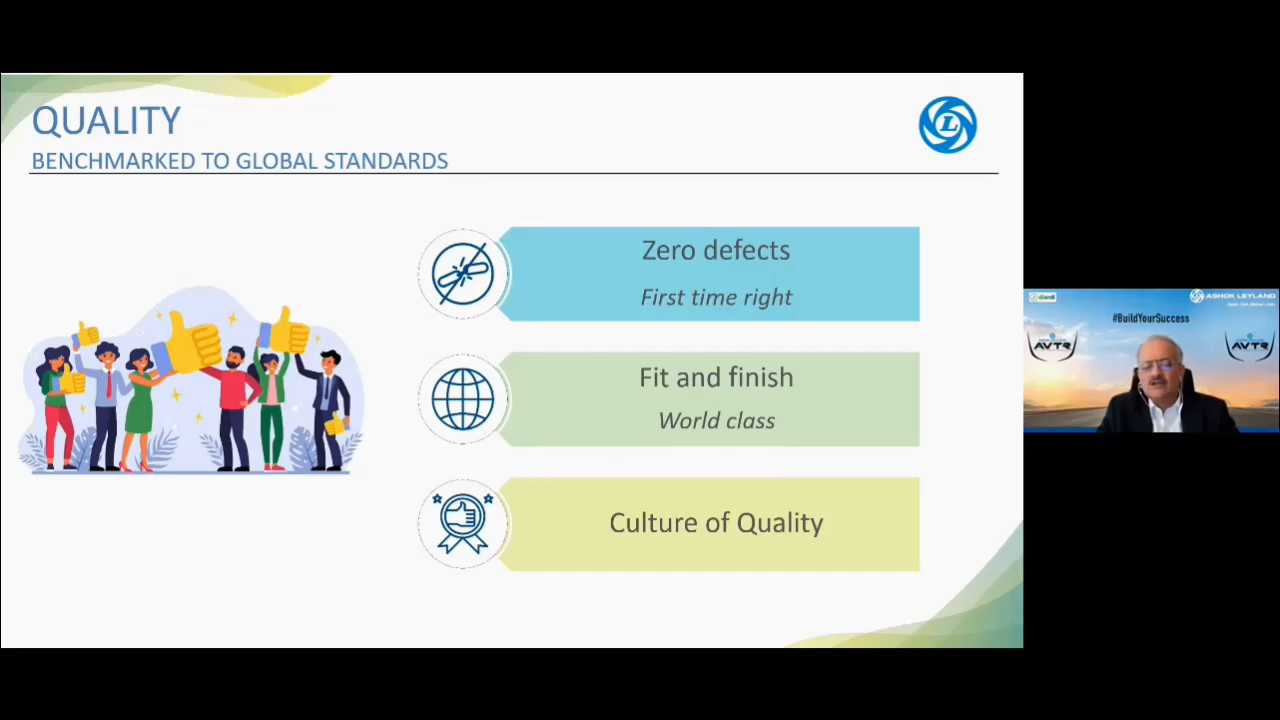 QUALITY
BENCHMARKED TO GLOBAL STANDARDS
L
Zero defects
First time right
Fit and finish
World class
Culture of Quality
ASHOK LEYLAND
#BuildYourSuccess
AVTR
AVTR